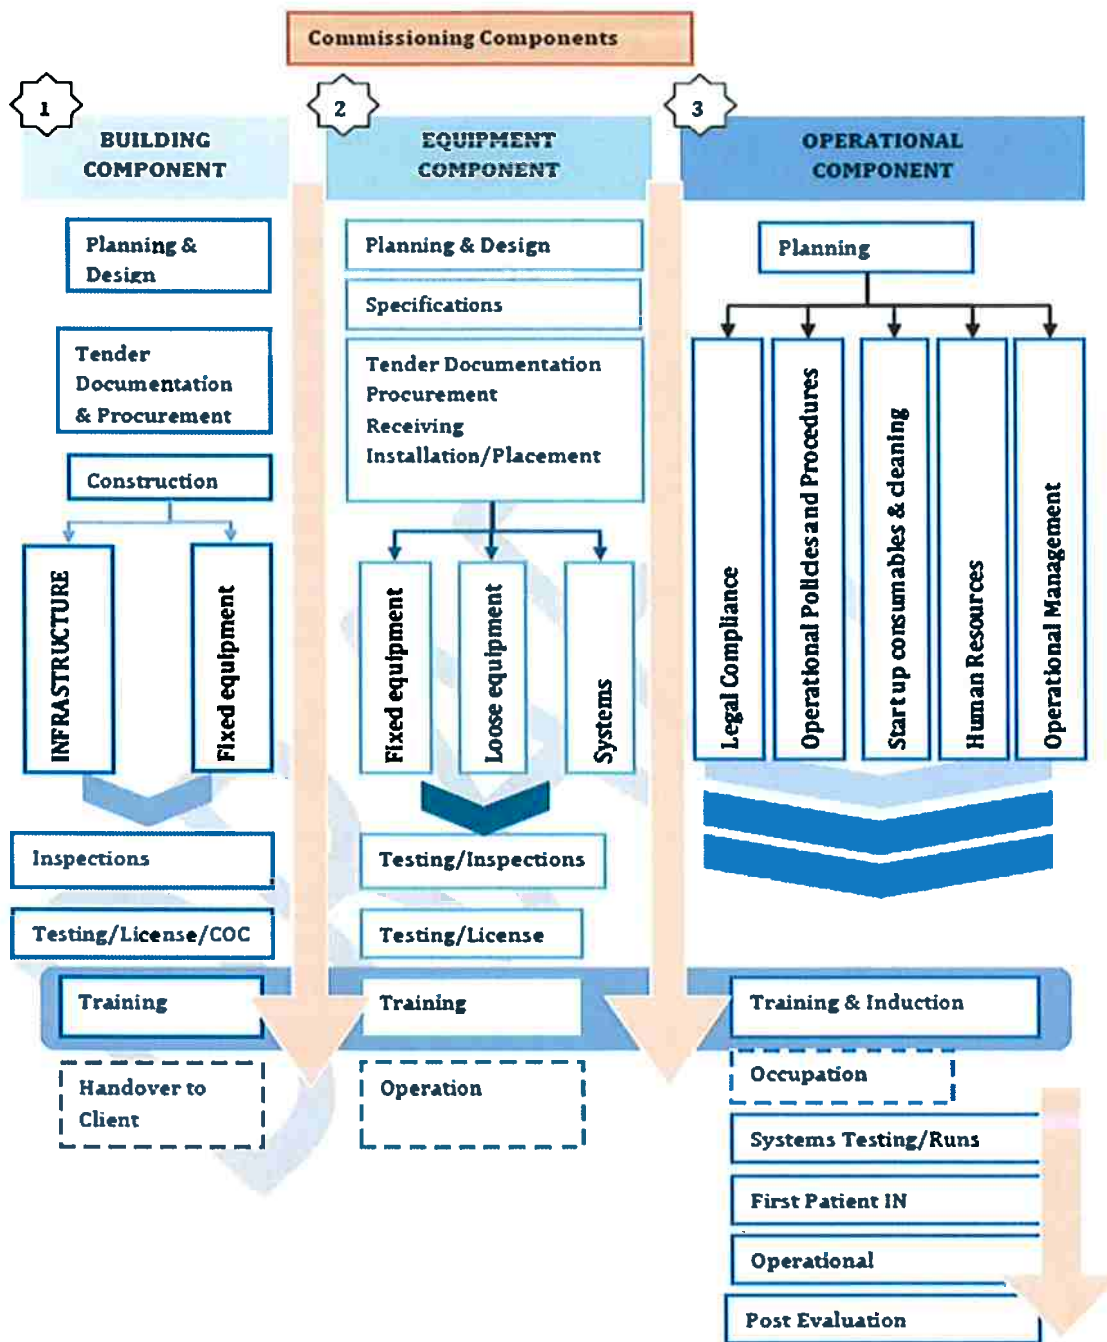 Commissioning Components
1
BUILDING
COMPONENT
Planning &
Design
Tender
Documentation
& Procurement
Construction
INFRASTRUCTURE
Fixed equipment
Inspections
Testing/License/COC
Training
Handover to
Client
2
EQUIPMENT
COMPONENT
Planning & Design
Specifications
Tender Documentation
Procurement
Receiving
Installation/Placement
Fixed equipment
Loose equipment
Systems
Testing/Inspections
Testing/License
Training
Operation
3
OPERATIONAL
COMPONENT
Planning
Legal Compliance
Operational Policies and Procedures
Start up consumables & cleaning
Human Resources
Operational Management
Training & Induction
Occupation
Systems Testing/Runs
First Patient IN
Operational
Post Evaluation